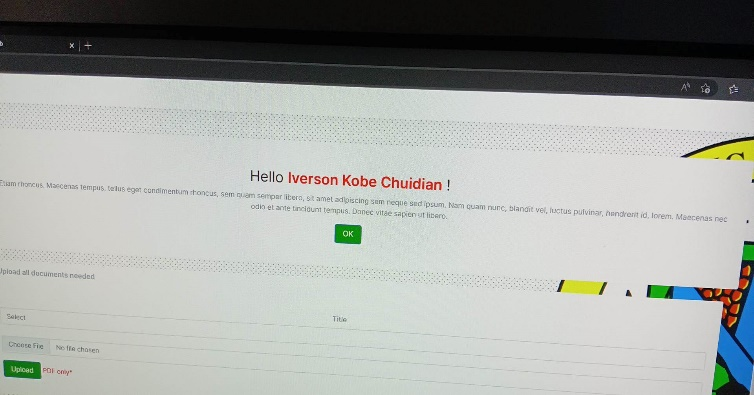 Hello Iverson Kobe Chuidian !
Etiam rhoncus. Maecenas tempus, tellus eget condimentum rhoncus, sem quam semper libero, sit amet adipiscing sem neque sed ipsum. Nam quam nunc, blandit vel, luctus pulvinar, hendrerit id, lorem. Maecenas nec
odio et ante tincidunt tempus. Donec vitae sapien ut libero.
OK
Upload all documents needed
Select Title
Choose File No file chosen
Upload PDF only*